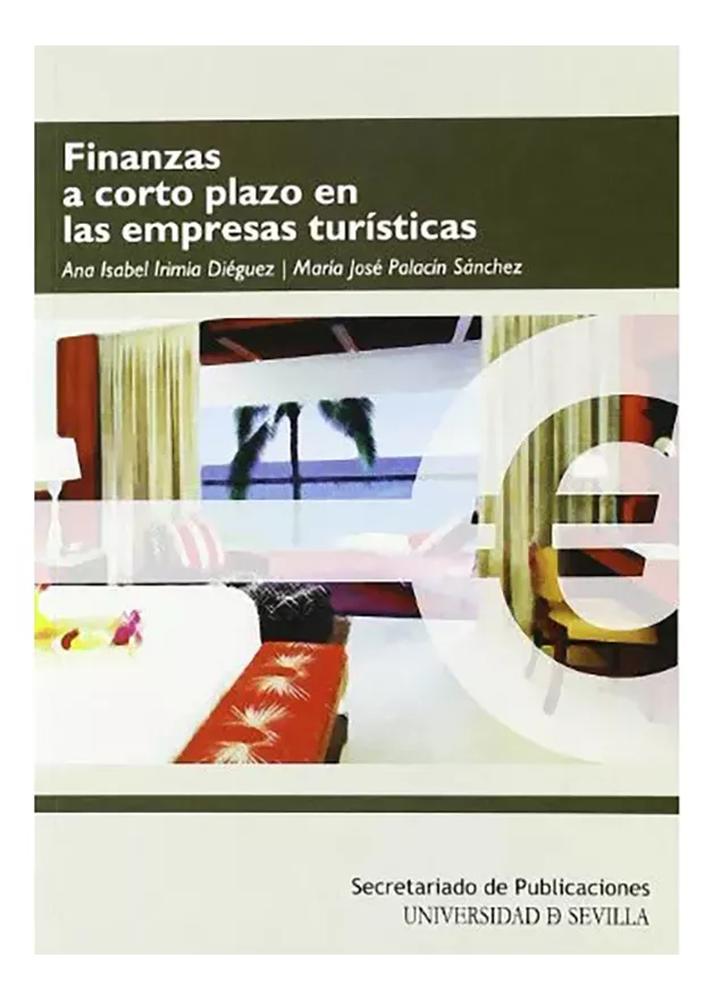 Finanzas
a corto plazo en
las empresas turísticas
Ana Isabel Irimia Diéguez | María José Palacín Sánchez
€
Secretariado de Publicaciones
UNIVERSIDAD DE SEVILLA